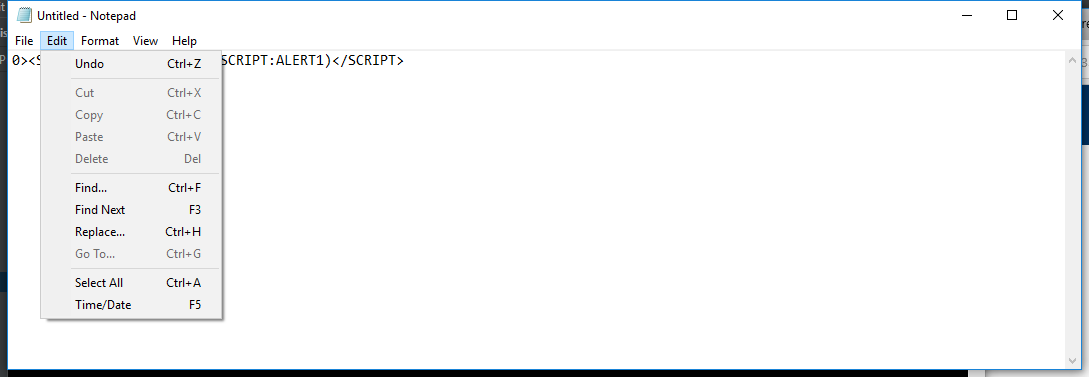 Untitled - Notepad
File Edit Format View Help
0><S SCRIPT:ALERT1)</SCRIPT>
Undo Ctrl+Z
Cut Ctrl+X
Copy Ctrl+C
Paste Ctrl+V
Delete Del
Find... Ctrl+F
Find Next F3
Replace... Ctrl+H
Go To... Ctrl+G
Select All Ctrl+A
Time/Date F5